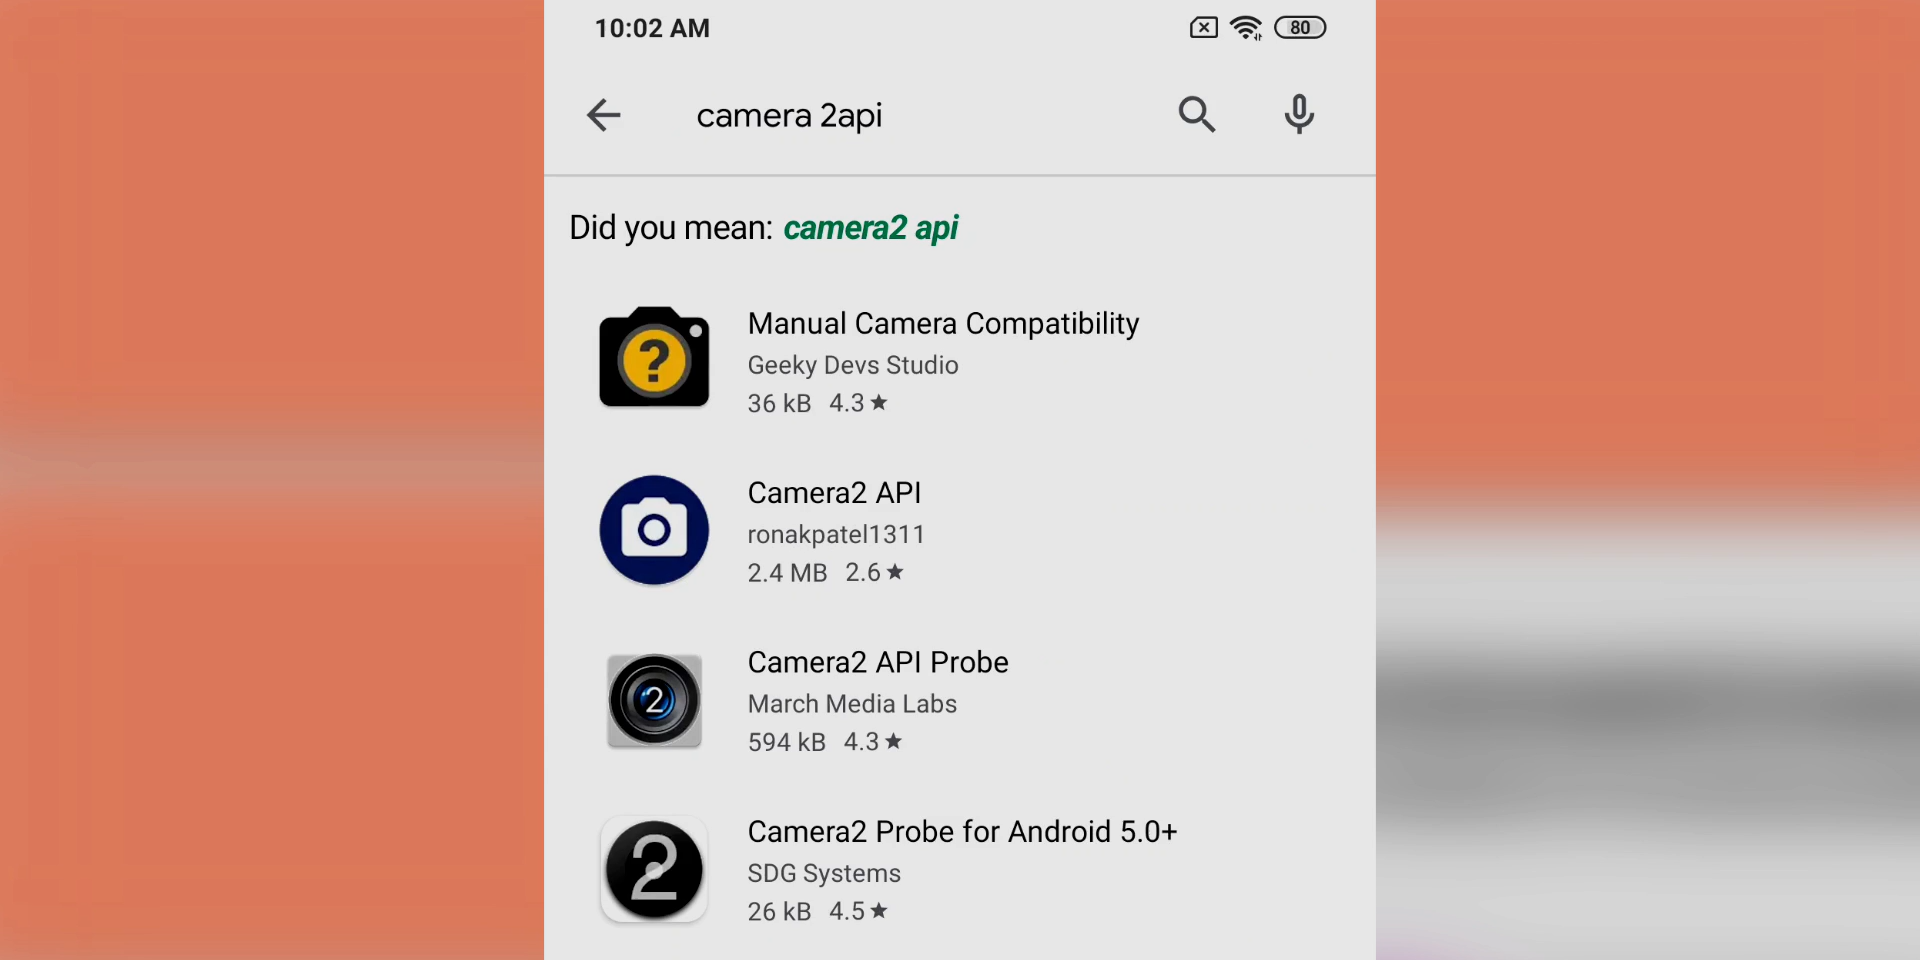 10:02 AM
80
camera 2api
Did you mean: camera2 api
?
Manual Camera Compatibility
Geeky Devs Studio
36 kB 4.3★
Camera2 API
ronakpatel1311
2.4 MB 2.6★
2
Camera2 API Probe
March Media Labs
594 kB 4.3★
2
Camera2 Probe for Android 5.0+
SDG Systems
26 kB 4.5★